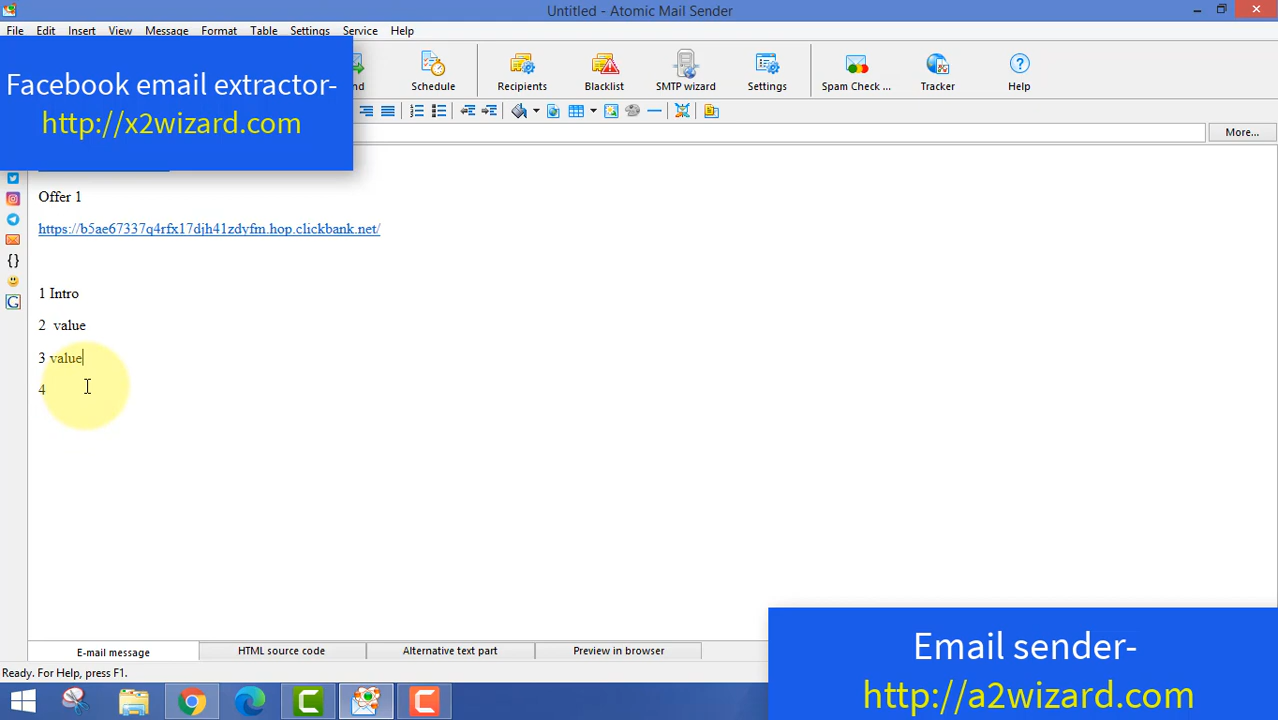 Untitled - Atomic Mail Sender
File Edit Insert View Message Format Table Settings Service Help
Facebook email extractor-
http://x2wizard.com
Schedule Recipients Blacklist SMTP wizard Settings Spam Check ... Tracker Help
More...
Offer 1
https://b5ae67337q4rfx17djh41zdyfm.hop.clickbank.net/
1 Intro
2 value
3 value
4
E-mail message HTML source code Alternative text part Preview in browser
Ready. For Help, press F1.
Email sender-
http://a2wizard.com